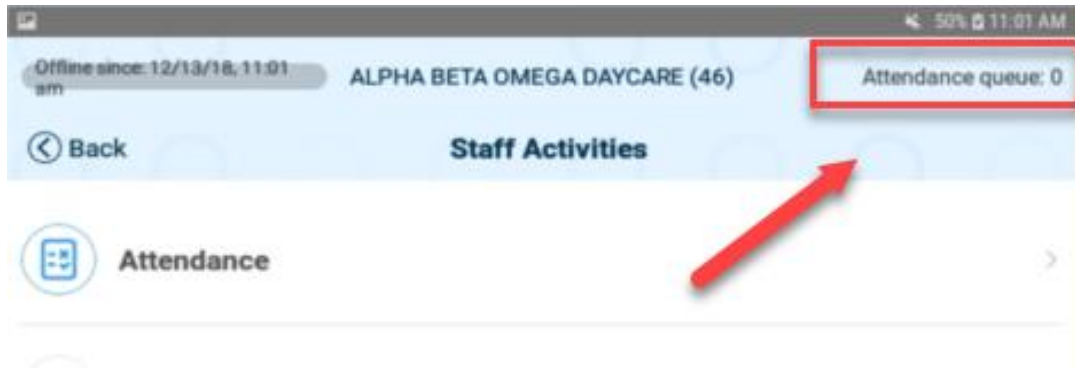 50% 11:01 AM
Offline since: 12/13/18, 11:01
am
ALPHA BETA OMEGA DAYCARE (46)
Attendance queue: 0
Back
Staff Activities
Attendance